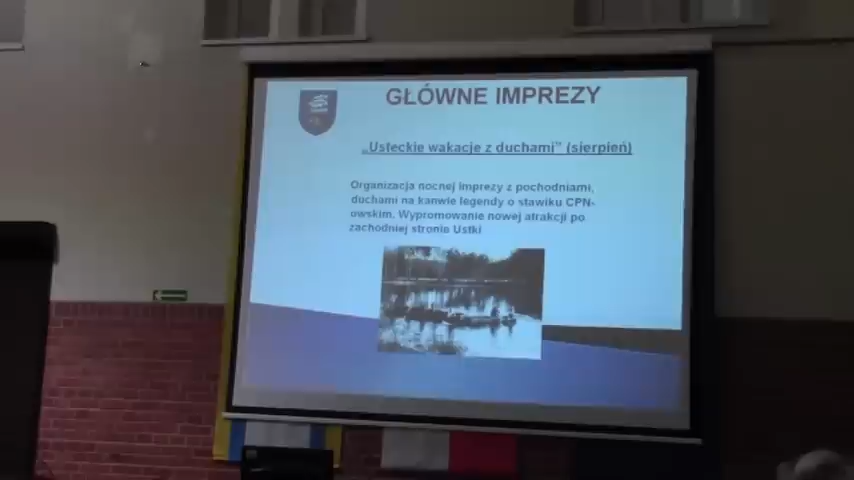 GŁÓWNE IMPREZY
„Usteckie wakacje z duchami” (sierpień)
Organizacja nocnej imprezy z pochodniami,
duchami na kanwie legendy o stawiku CPN-
owskim. Wypromowanie nowej atrakcji po
zachodniej stronie Ustki